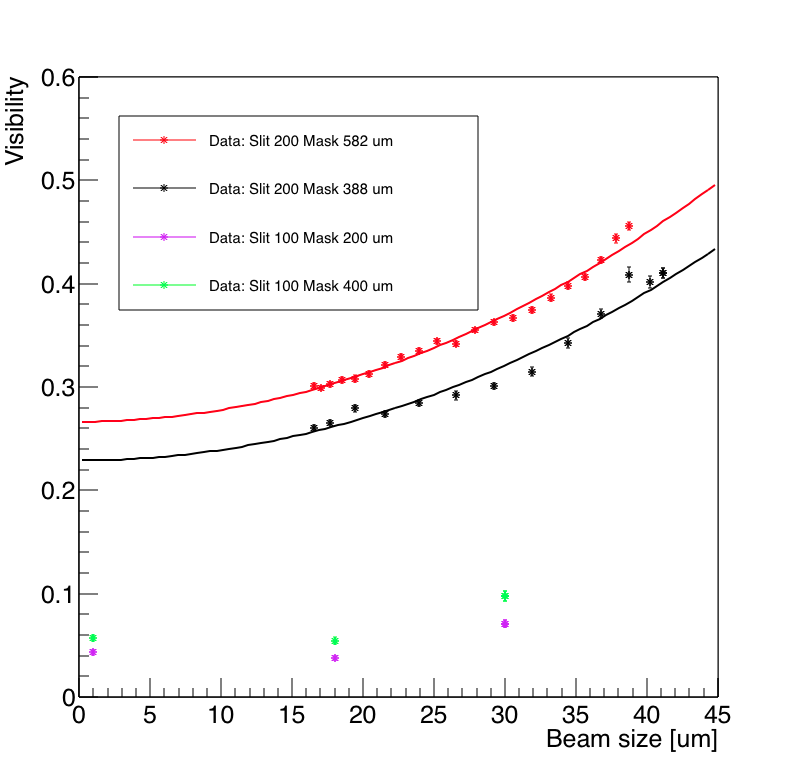 Visibility
0.6
0.5
0.4
0.3
0.2
0.1
0
Data: Slit 200 Mask 582 um
Data: Slit 200 Mask 388 um
Data: Slit 100 Mask 200 um
Data: Slit 100 Mask 400 um
0 5 10 15 20 25 30 35 40 45
Beam size [um]